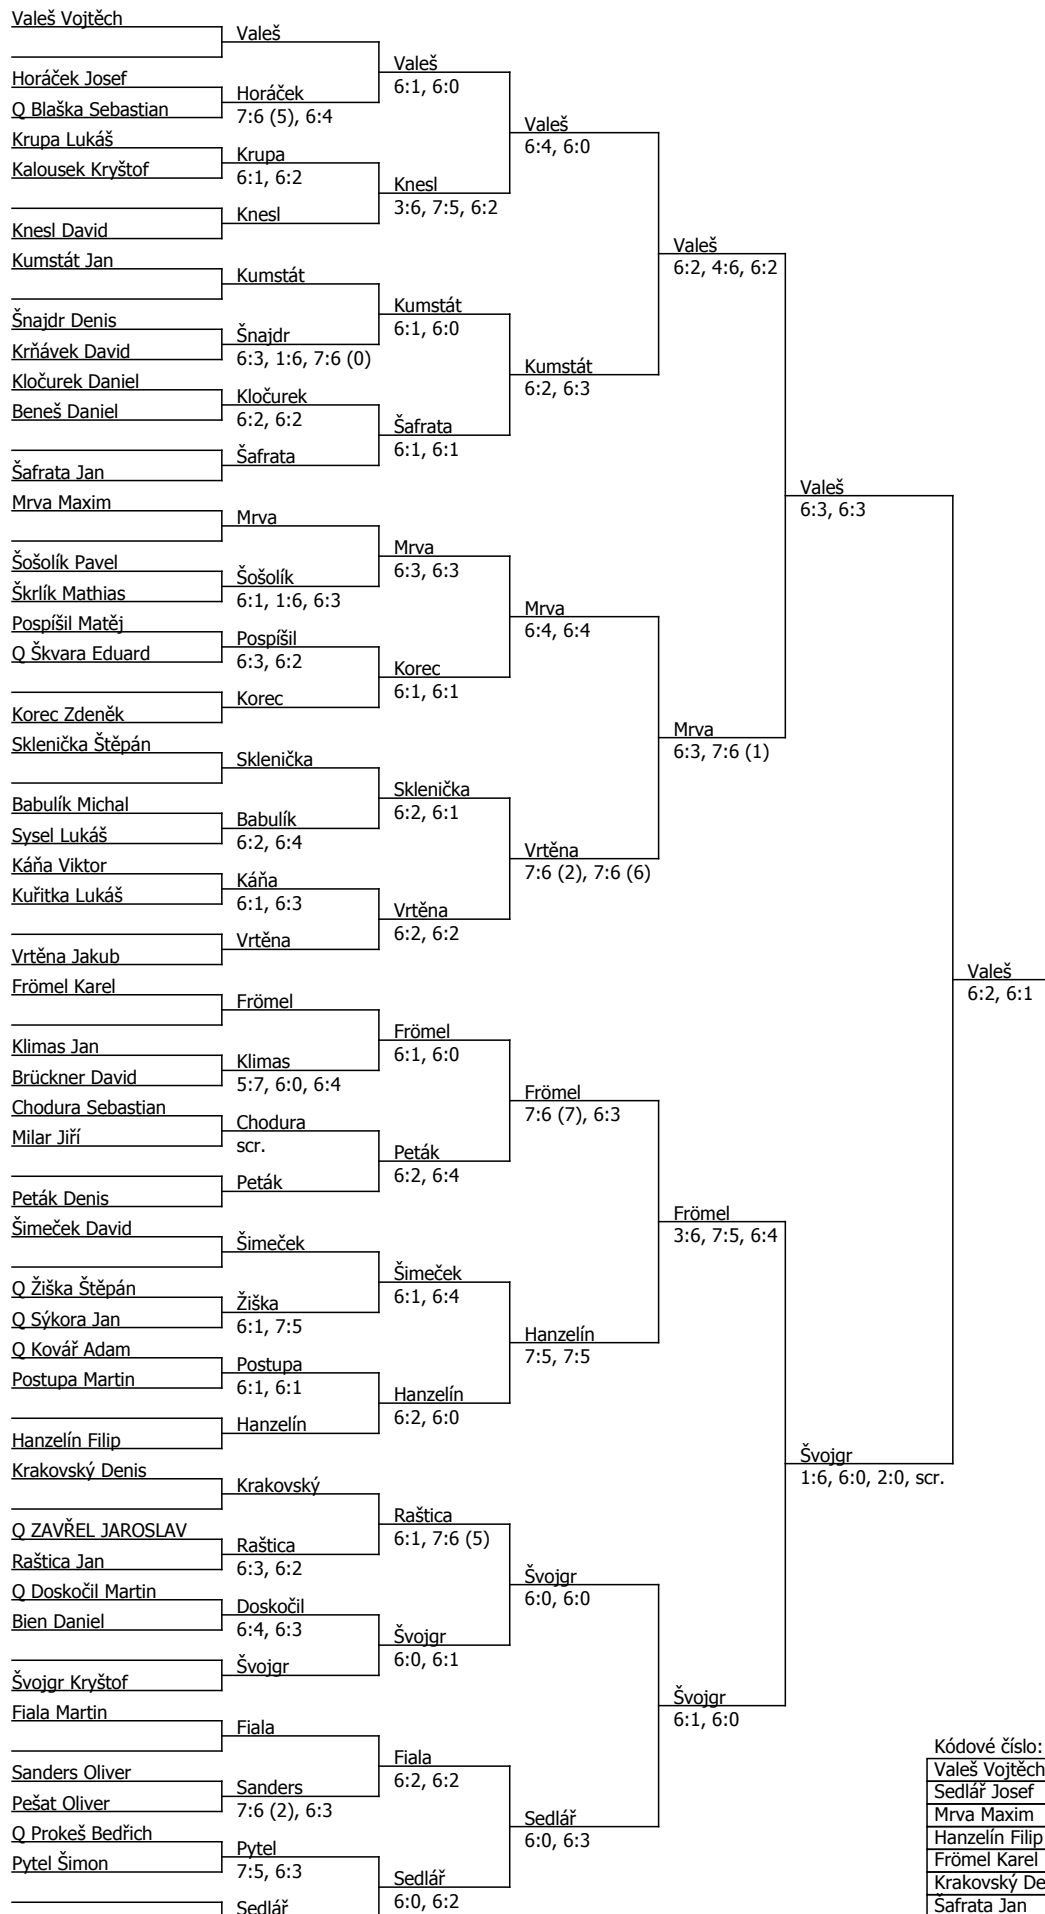 Valeš Vojtěch
Valeš
Valeš
6:1, 6:0
Horáček Josef
Horáček
7:6 (5), 6:4
Q Blaška Sebastian
Valeš
6:4, 6:0
Krupa Lukáš
Krupa
6:1, 6:2
Kalousek Kryštof
Knesl
3:6, 7:5, 6:2
Knesl
Knesl David
Valeš
6:2, 4:6, 6:2
Kumstát Jan
Kumstát
Kumstát
6:1, 6:0
Šnajdr Denis
Šnajdr
6:3, 1:6, 7:6 (0)
Krňávek David
Kumstát
6:2, 6:3
Kločurek Daniel
Kločurek
6:2, 6:2
Beneš Daniel
Šafrata
6:1, 6:1
Šafrata
Šafrata Jan
Valeš
6:3, 6:3
Mrva Maxim
Mrva
Mrva
6:3, 6:3
Šošolík Pavel
Šošolík
6:1, 1:6, 6:3
Škrlík Mathias
Mrva
6:4, 6:4
Pospíšil Matěj
Pospíšil
6:3, 6:2
Q Škvara Eduard
Korec
6:1, 6:1
Korec
Korec Zdeněk
Mrva
6:3, 7:6 (1)
Sklenička Štěpán
Sklenička
Sklenička
6:2, 6:1
Babulík Michal
Babulík
6:2, 6:4
Sysel Lukáš
Vrtěna
7:6 (2), 7:6 (6)
Káňa Viktor
Káňa
6:1, 6:3
Kuřitka Lukáš
Vrtěna
6:2, 6:2
Vrtěna
Vrtěna Jakub
Valeš
6:2, 6:1
Frömel Karel
Frömel
Frömel
6:1, 6:0
Klimas Jan
Klimas
5:7, 6:0, 6:4
Brückner David
Frömel
7:6 (7), 6:3
Chodura Sebastian
Chodura
scr.
Milar Jiří
Peták
6:2, 6:4
Peták
Peták Denis
Frömel
3:6, 7:5, 6:4
Šimeček David
Šimeček
Šimeček
6:1, 6:4
Q Žiška Štěpán
Žiška
6:1, 7:5
Q Sýkora Jan
Hanzelín
7:5, 7:5
Q Kovář Adam
Postupa
6:1, 6:1
Postupa Martin
Hanzelín
6:2, 6:0
Hanzelín
Hanzelín Filip
Švojgr
1:6, 6:0, 2:0, scr.
Krakovský Denis
Krakovský
Raštica
6:1, 7:6 (5)
Q ZAVŘEL JAROSLAV
Raštica
6:3, 6:2
Raštica Jan
Švojgr
6:0, 6:0
Q Doskočil Martin
Doskočil
6:4, 6:3
Bien Daniel
Švojgr
6:0, 6:1
Švojgr
Švojgr Kryštof
Švojgr
6:1, 6:0
Fiala Martin
Fiala
Fiala
6:2, 6:2
Sanders Oliver
Sanders
7:6 (2), 6:3
Pešat Oliver
Sedlář
6:0, 6:3
Q Prokeš Bedřich
Pytel
7:5, 6:3
Pytel Šimon
Sedlář
6:0, 6:2
Sedlář
Kódové číslo:
Valeš Vojtěch
Sedlář Josef
Mrva Maxim
Hanzelín Filip
Frömel Karel
Krakovský De
Šafrata Jan